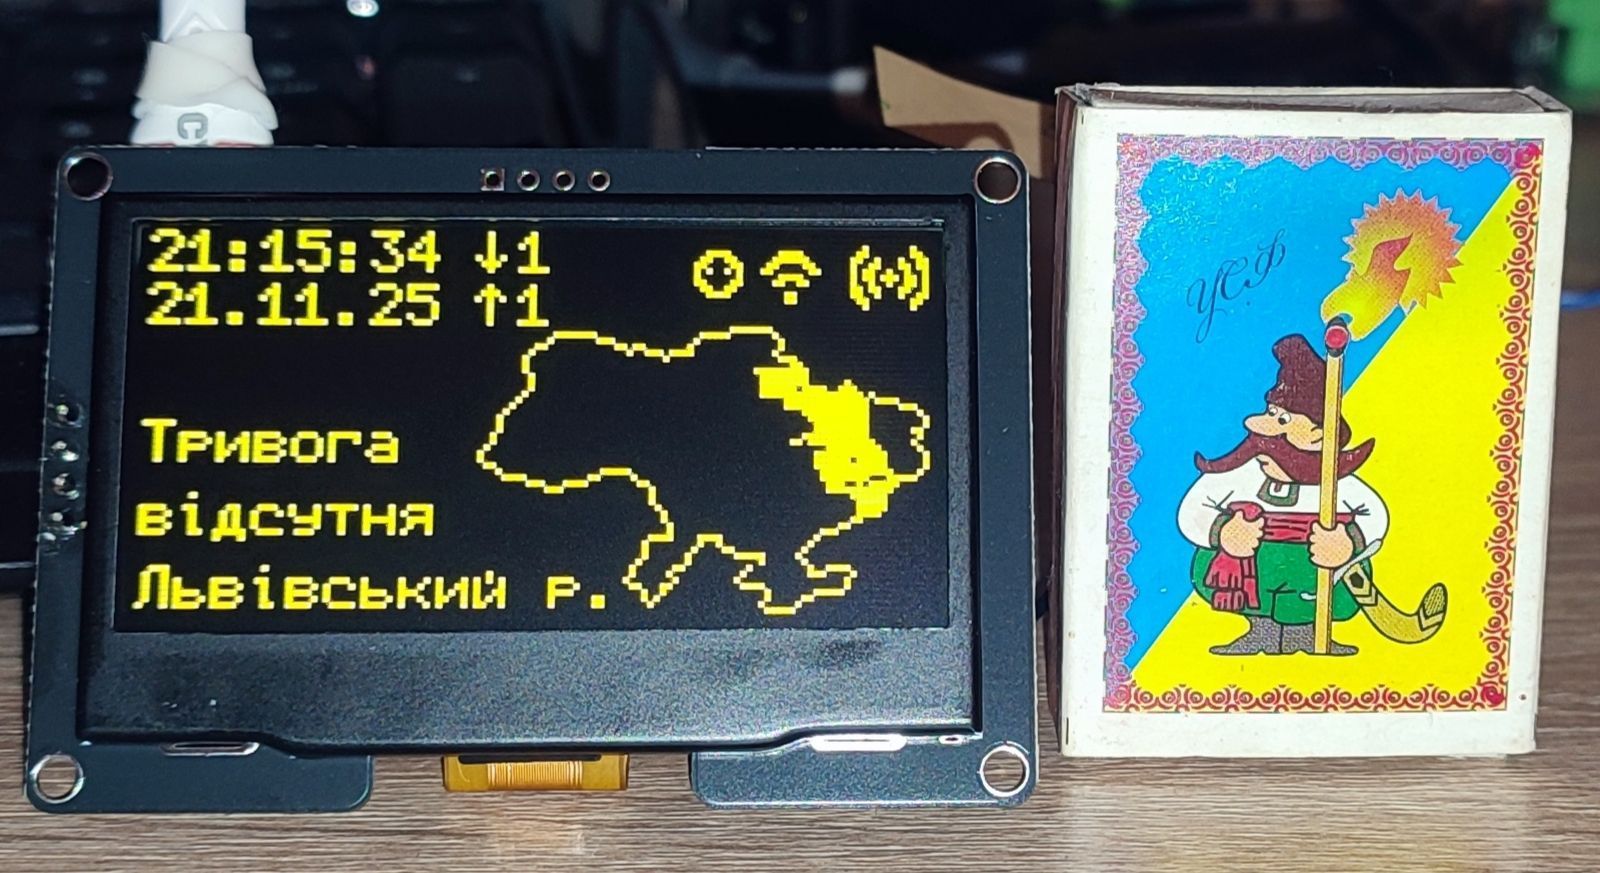 21:15:34 ↓1
21.11.25 ↑1
Тривога
відсутня
Львівський р.
УСФ
C